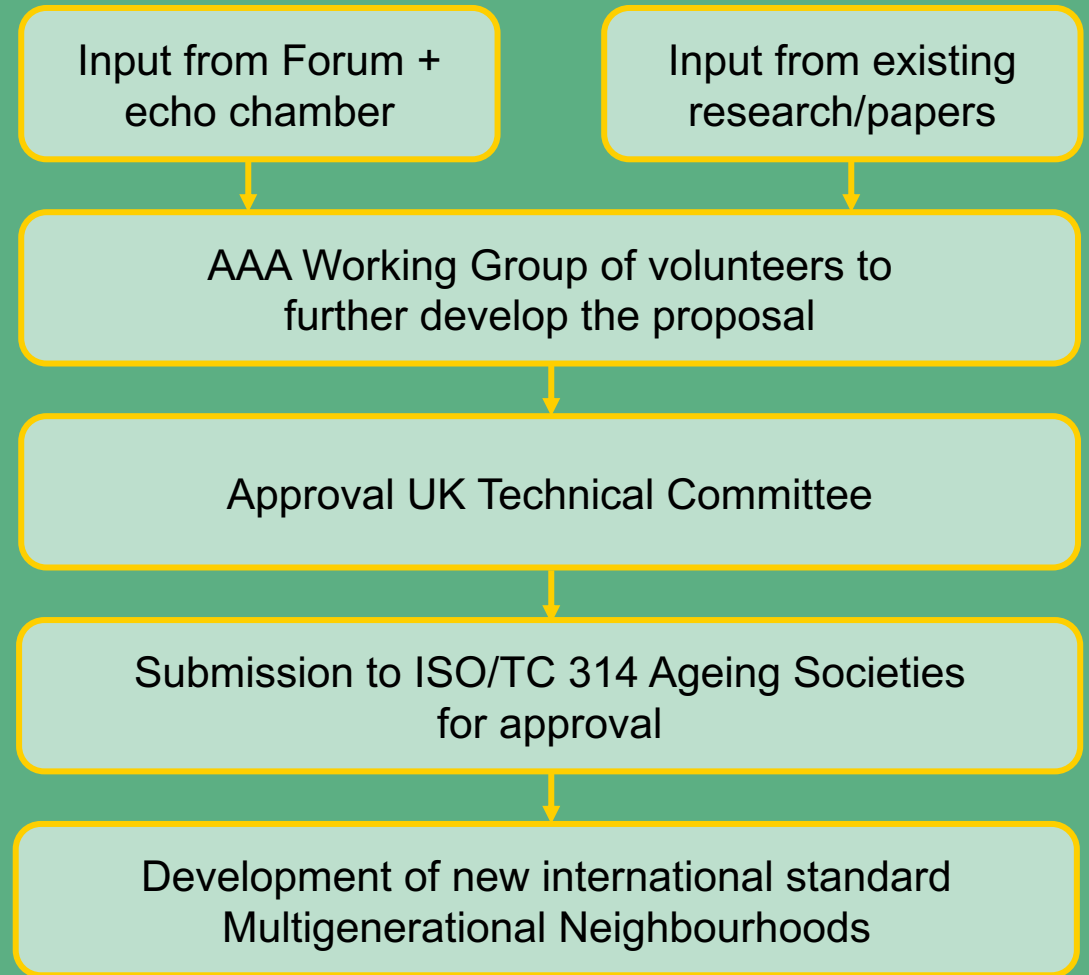 Input from Forum +
echo chamber
Input from existing
research/papers
AAA Working Group of volunteers to
further develop the proposal
Approval UK Technical Committee
Submission to ISO/TC 314 Ageing Societies
for approval
Development of new international standard
Multigenerational Neighbourhoods